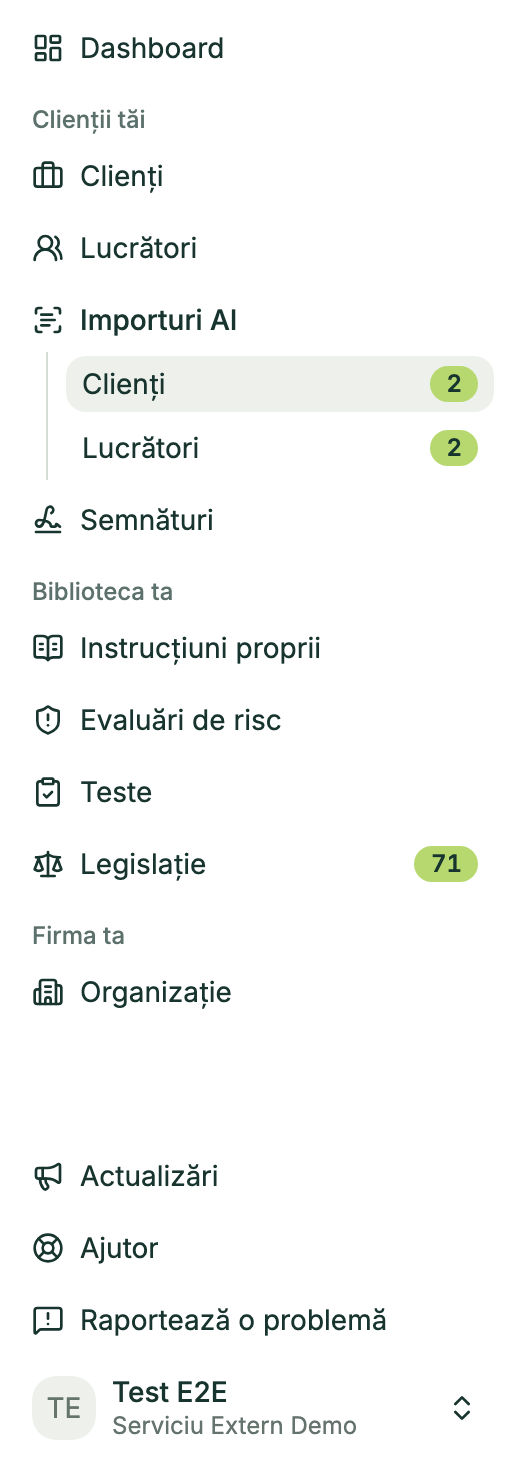 Dashboard
Clienții tăi
Clienți
Lucrători
Importuri AI
Clienți 2
Lucrători 2
Semnături
Biblioteca ta
Instrucțiuni proprii
Evaluări de risc
Teste
Legislație 71
Firma ta
Organizație
Actualizări
Ajutor
Raportează o problemă
TE Test E2E
Serviciu Extern Demo